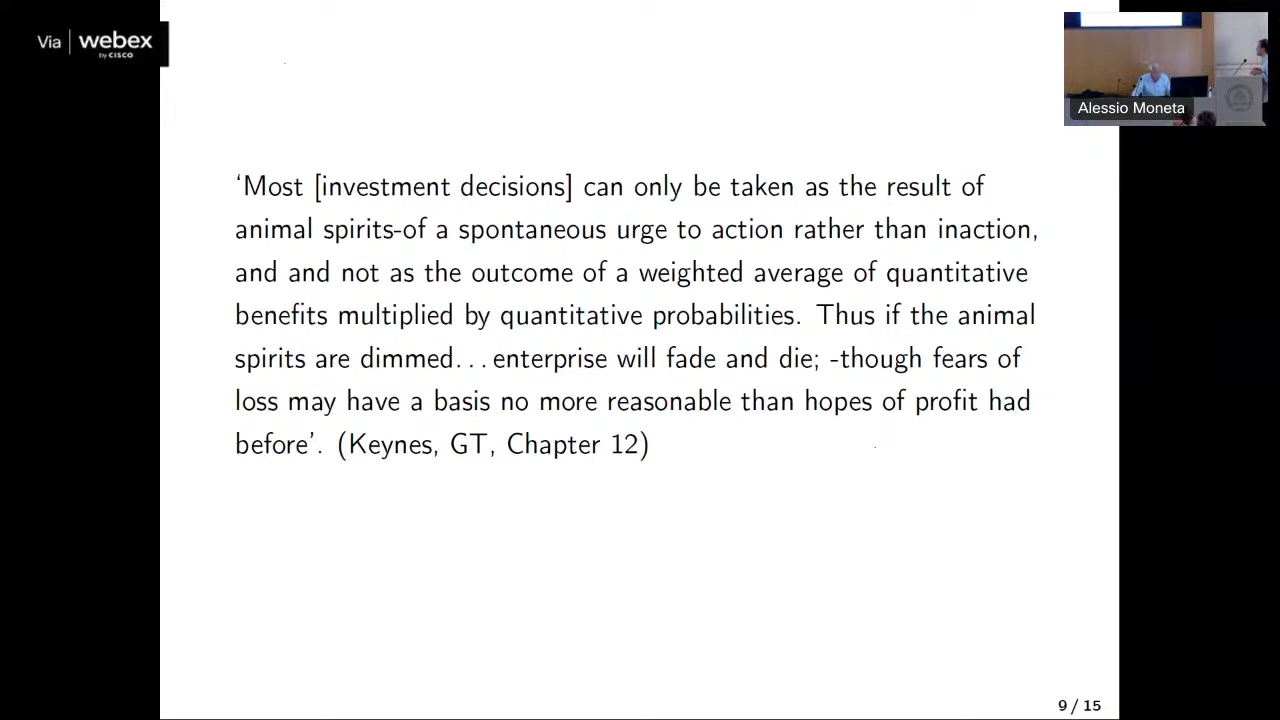 Via webex
by CISCO
Alessio Moneta
‘Most [investment decisions] can only be taken as the result of
animal spirits-of a spontaneous urge to action rather than inaction,
and and not as the outcome of a weighted average of quantitative
benefits multiplied by quantitative probabilities. Thus if the animal
spirits are dimmed. . . enterprise will fade and die; -though fears of
loss may have a basis no more reasonable than hopes of profit had
before’. (Keynes, GT, Chapter 12)
9 / 15